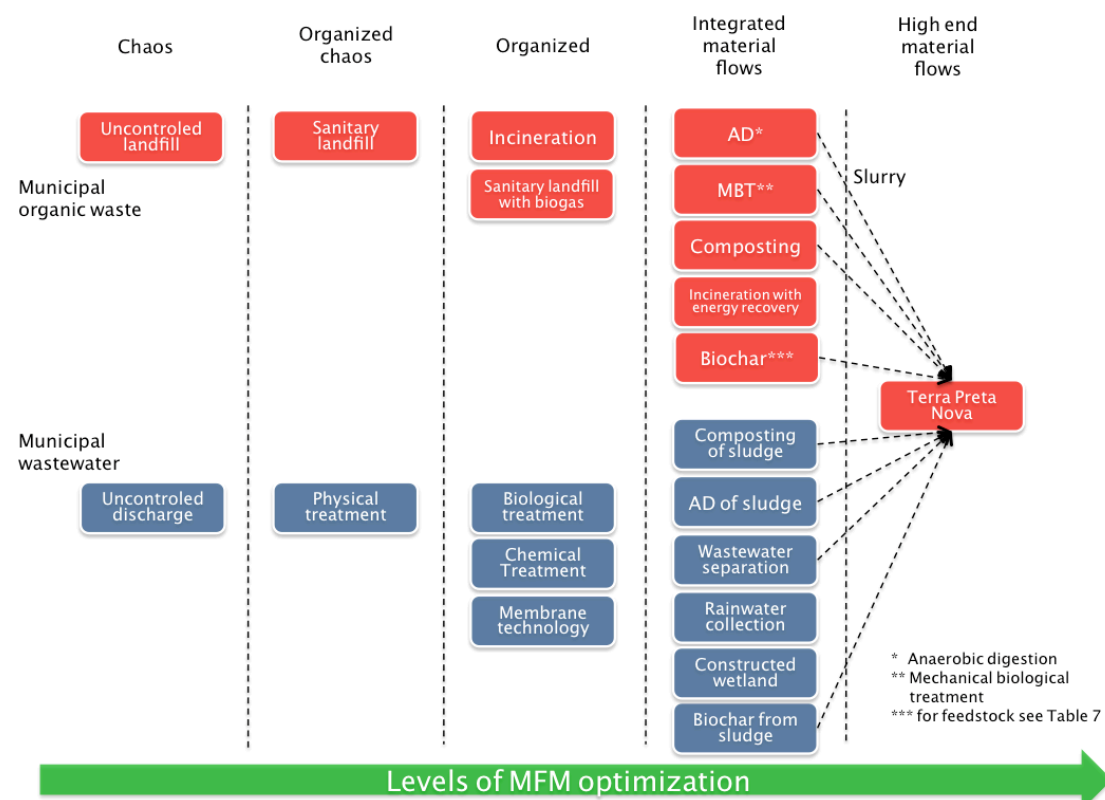 Chaos
Organized
chaos
Organized
Integrated
material
flows
High end
material
flows
Uncontroled
landfill
Sanitary
landfill
Incineration
AD*
Municipal
organic waste
Sanitary landfill
with biogas
MBT**
Slurry
Composting
Incineration with
energy recovery
Biochar***
Terra Preta
Nova
Municipal
wastewater
Composting
of sludge
Uncontroled
discharge
Physical
treatment
Biological
treatment
AD of sludge
Chemical
Treatment
Wastewater
separation
Membrane
technology
Rainwater
collection
Constructed
wetland
Biochar from
sludge
* Anaerobic digestion
** Mechanical biological
treatment
*** for feedstock see Table 7
Levels of MFM optimization